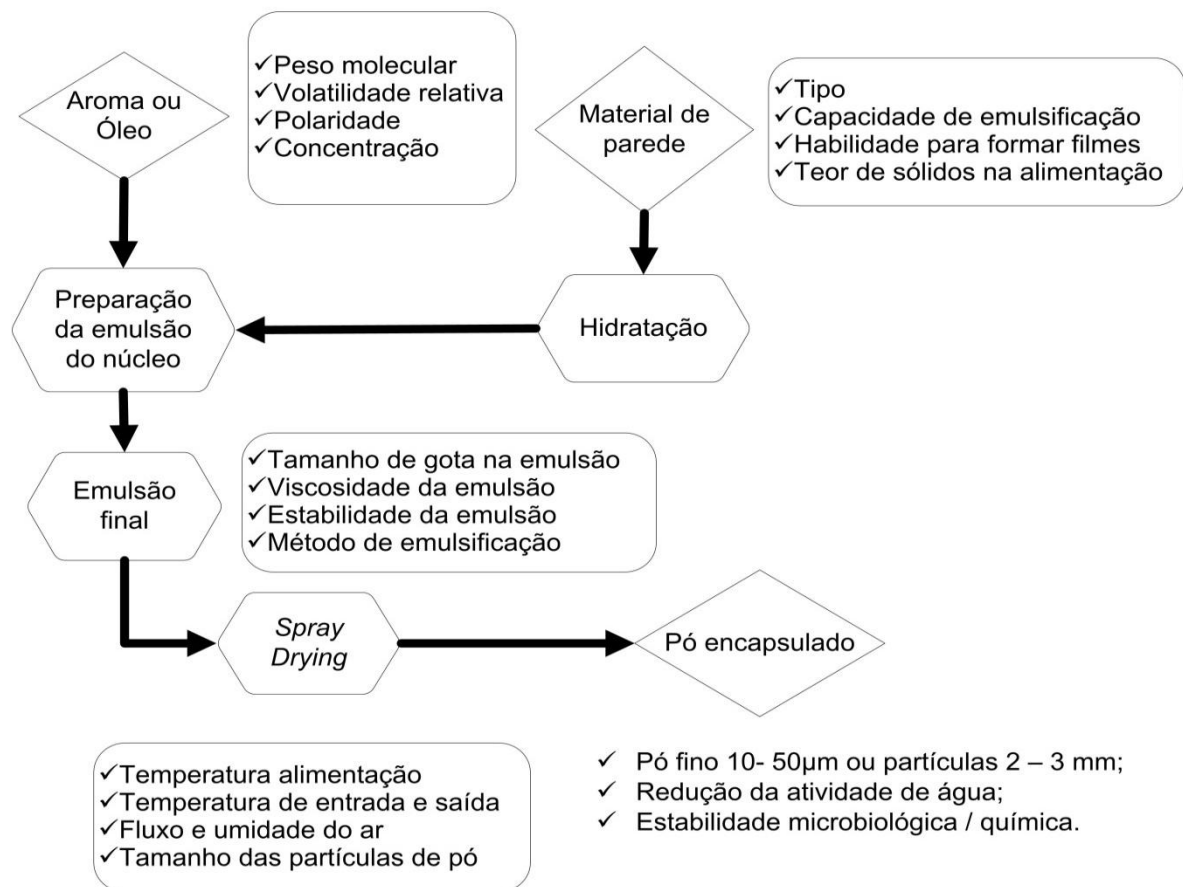 Aroma ou
Óleo
✓Peso molecular
✓Volatilidade relativa
✓Polaridade
✓Concentração
Material de
parede
✓Tipo
✓Capacidade de emulsificação
✓Habilidade para formar filmes
✓Teor de sólidos na alimentação
Preparação
da emulsão
do núcleo
Hidratação
Emulsão
final
✓Tamanho de gota na emulsão
✓Viscosidade da emulsão
✓Estabilidade da emulsão
✓Método de emulsificação
Spray
Drying
Pó encapsulado
✓Temperatura alimentação
✓Temperatura de entrada e saída
✓Fluxo e umidade do ar
✓Tamanho das partículas de pó
✓ Pó fino 10- 50µm ou partículas 2 – 3 mm;
✓ Redução da atividade de água;
✓ Estabilidade microbiológica / química.